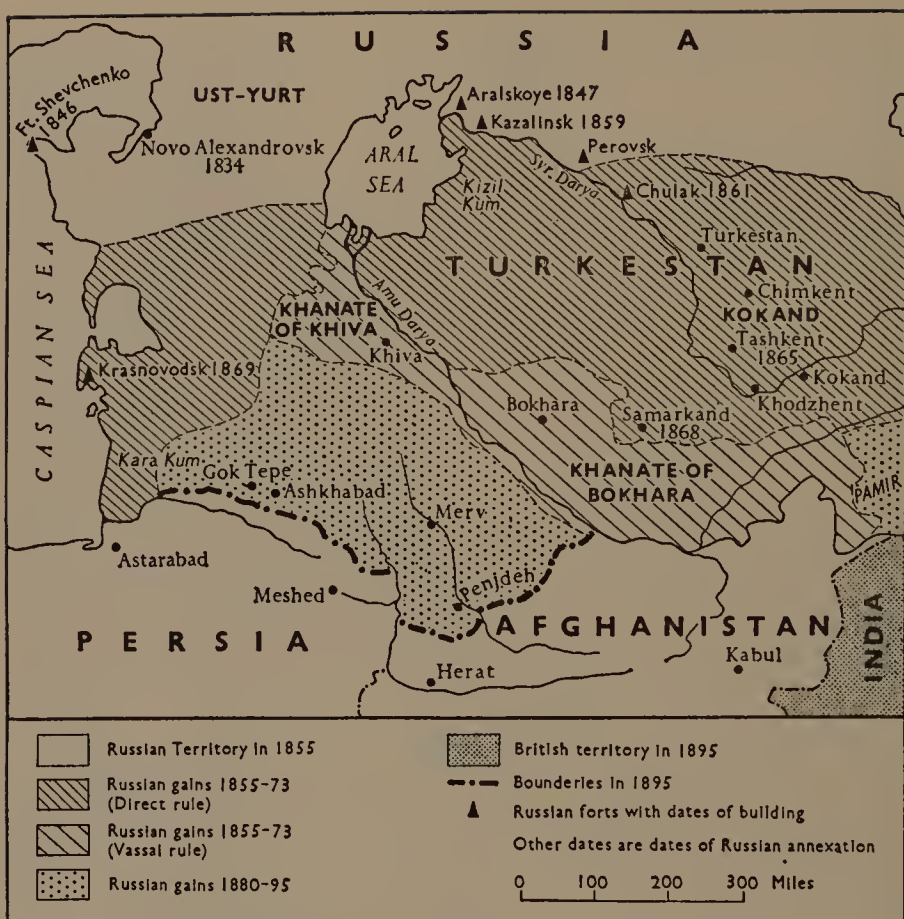 RUSSIA
Ft. Shevchenko
1846
UST-YURT
Aralskoye 1847
Kazalinsk 1859
Novo Alexandrovsk
1834
ARAL
SEA
Perovsk
Kizil
Kum
Syr. Darya
Chulak 1861
CASPIAN SEA
Turkestan
TURKESTAN
Chimkent
KOKAND
KHANATE
OF KHIVA
Amu Darya
Khiva
Tashkent
1865
Krasnovodsk 1869
Kokand
Khodzhent
Bokhara
Samarkand
1868
Kara Kum
Gok Tepe
Ashkhabad
KHANATE OF
BOKHARA
PAMIR
Merv
Astarabad
Meshed
Penjdeh
PERSIA
AFGHANISTAN
INDIA
Herat
Kabul
Russian Territory in 1855
Russian gains 1855-73
(Direct rule)
Russian gains 1855-73
(Vassal rule)
Russian gains 1880-95
British territory in 1895
Bounderies in 1895
Russian forts with dates of building
Other dates are dates of Russian annexation
0 100 200 300 Miles